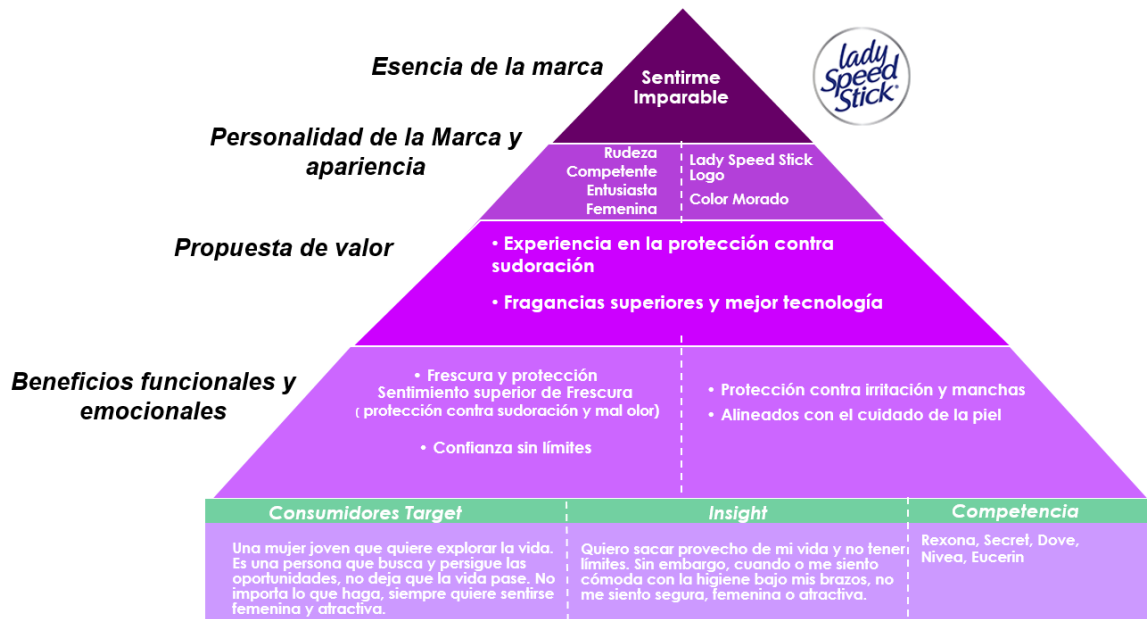 Esencia de la marca
Sentirme
Imparable
lady
Speed
Stick®
Personalidad de la Marca y
apariencia
Rudeza
Competente
Entusiasta
Femenina
Lady Speed Stick
Logo
Color Morado
Propuesta de valor
• Experiencia en la protección contra
sudoración
• Fragancias superiores y mejor tecnología
Beneficios funcionales y
emocionales
• Frescura y protección
Sentimiento superior de Frescura
( protección contra sudoración y mal olor)
• Confianza sin límites
• Protección contra irritación y manchas
• Alineados con el cuidado de la piel
Consumidores Target
Una mujer joven que quiere explorar la vida.
Es una persona que busca y persigue las
oportunidades, no deja que la vida pase. No
importa lo que haga, siempre quiere sentirse
femenina y atractiva.
Insight
Quiero sacar provecho de mi vida y no tener
límites. Sin embargo, cuando o me siento
cómoda con la higiene bajo mis brazos, no
me siento segura, femenina o atractiva.
Competencia
Rexona, Secret, Dove,
Nivea, Eucerin